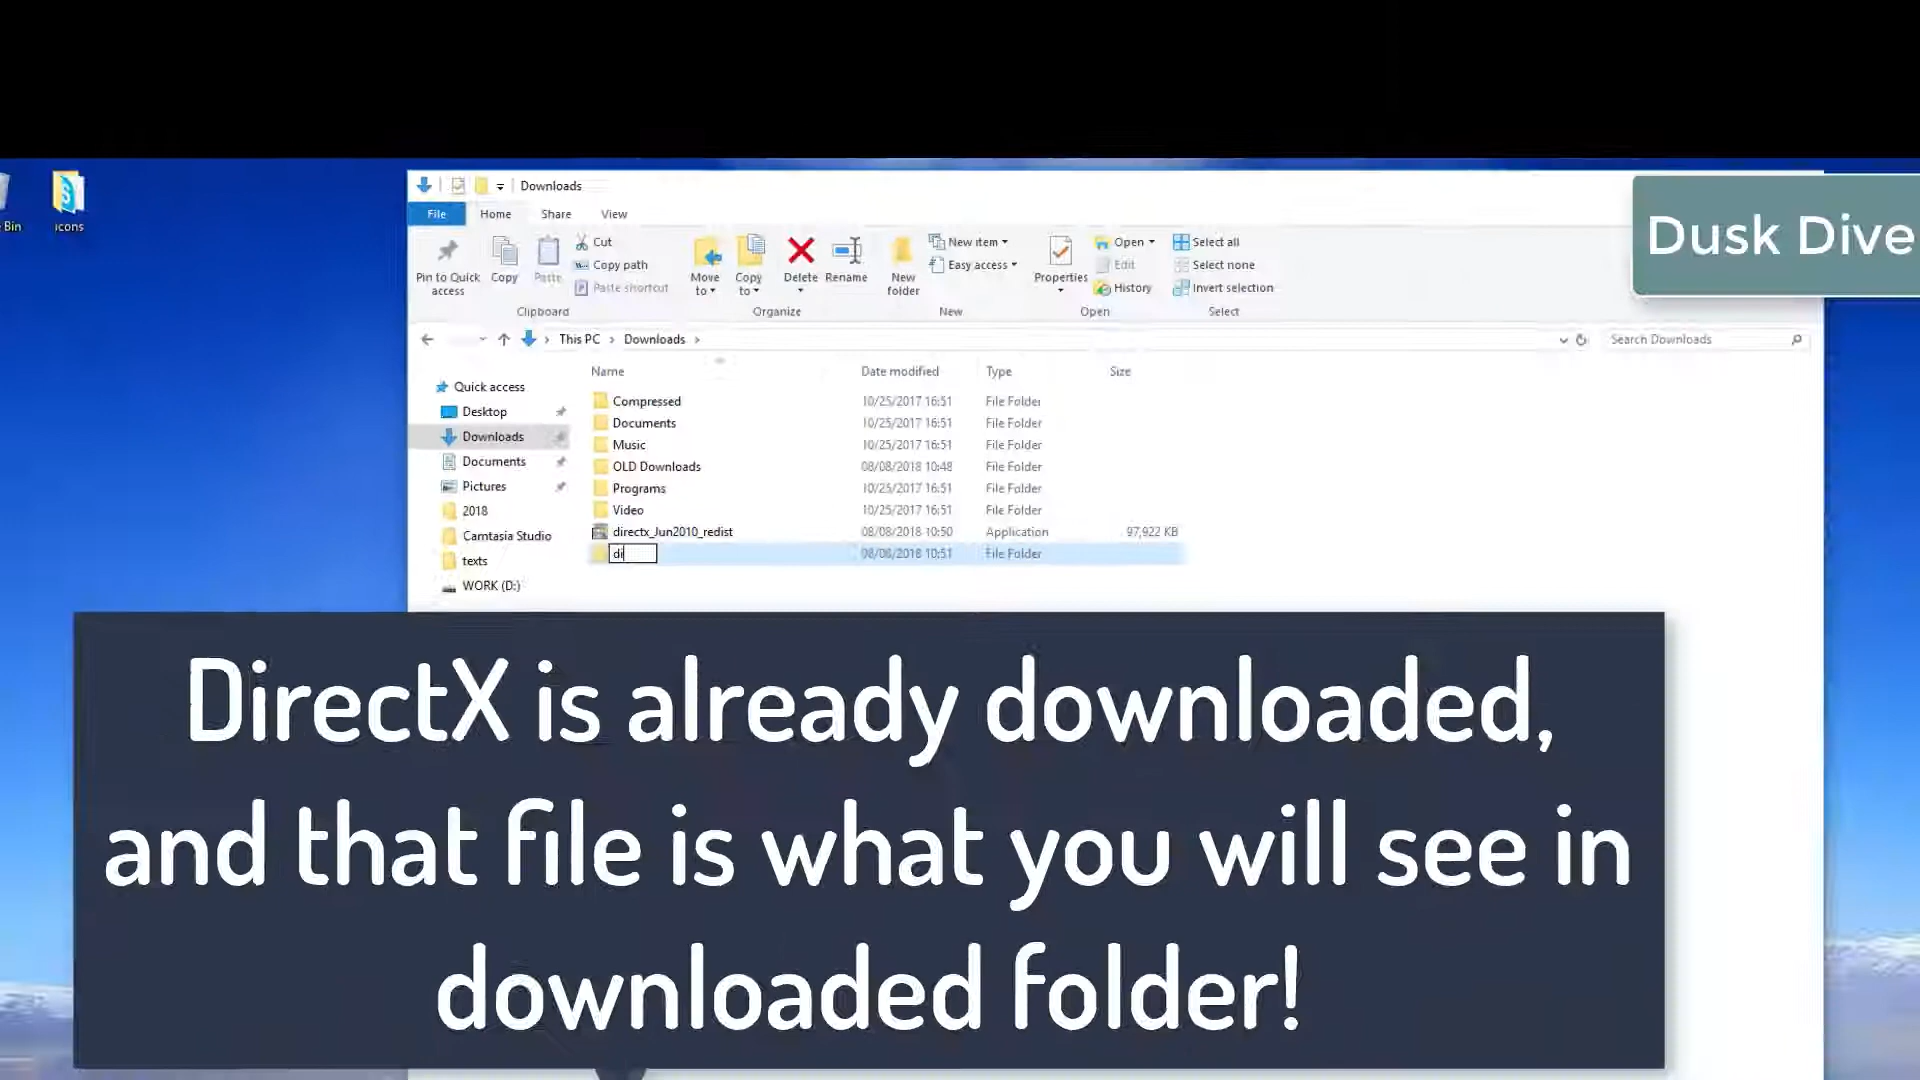 Downloads
File Home Share View
Pin to Quick access
Copy
Paste
Cut
Copy path
Paste shortcut
Clipboard
Move to
Copy to
Delete
Rename
Organize
New folder
New item
Easy access
New
Properties
Open
Edit
History
Open
Select all
Select none
Invert selection
Select
Dusk Dive
Bin
icons
This PC Downloads
Search Downloads
Name Date modified Type Size
Quick access
Desktop
Downloads
Documents
Pictures
2018
Camtasia Studio
texts
WORK (D:)
Compressed 10/25/2017 16:51 File Folder
Documents 10/25/2017 16:51 File Folder
Music 10/25/2017 16:51 File Folder
OLD Downloads 08/08/2018 10:48 File Folder
Programs 10/25/2017 16:51 File Folder
Video 10/25/2017 16:51 File Folder
directx_Jun2010_redist 08/08/2018 10:50 Application 97,922 KB
di 08/08/2018 10:51 File Folder
DirectX is already downloaded,
and that file is what you will see in
downloaded folder!